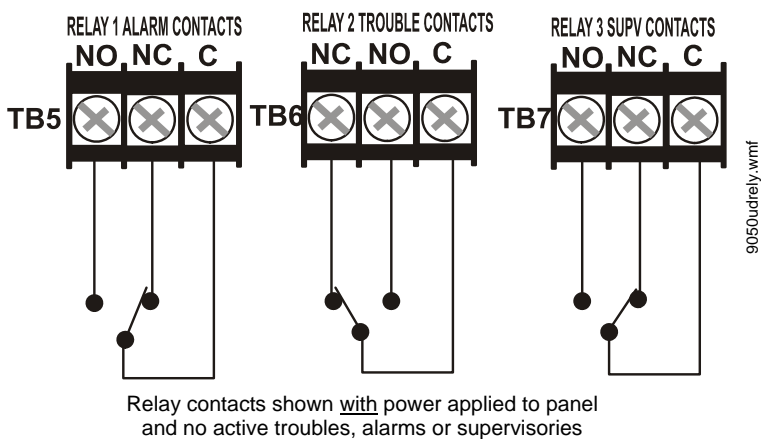 RELAY 1 ALARM CONTACTS
NO NC C
TB5
RELAY 2 TROUBLE CONTACTS
NC NO C
TB6
RELAY 3 SUPV CONTACTS
NO NC C
TB7
9050udrely.wmf
Relay contacts shown with power applied to panel
and no active troubles, alarms or supervisories